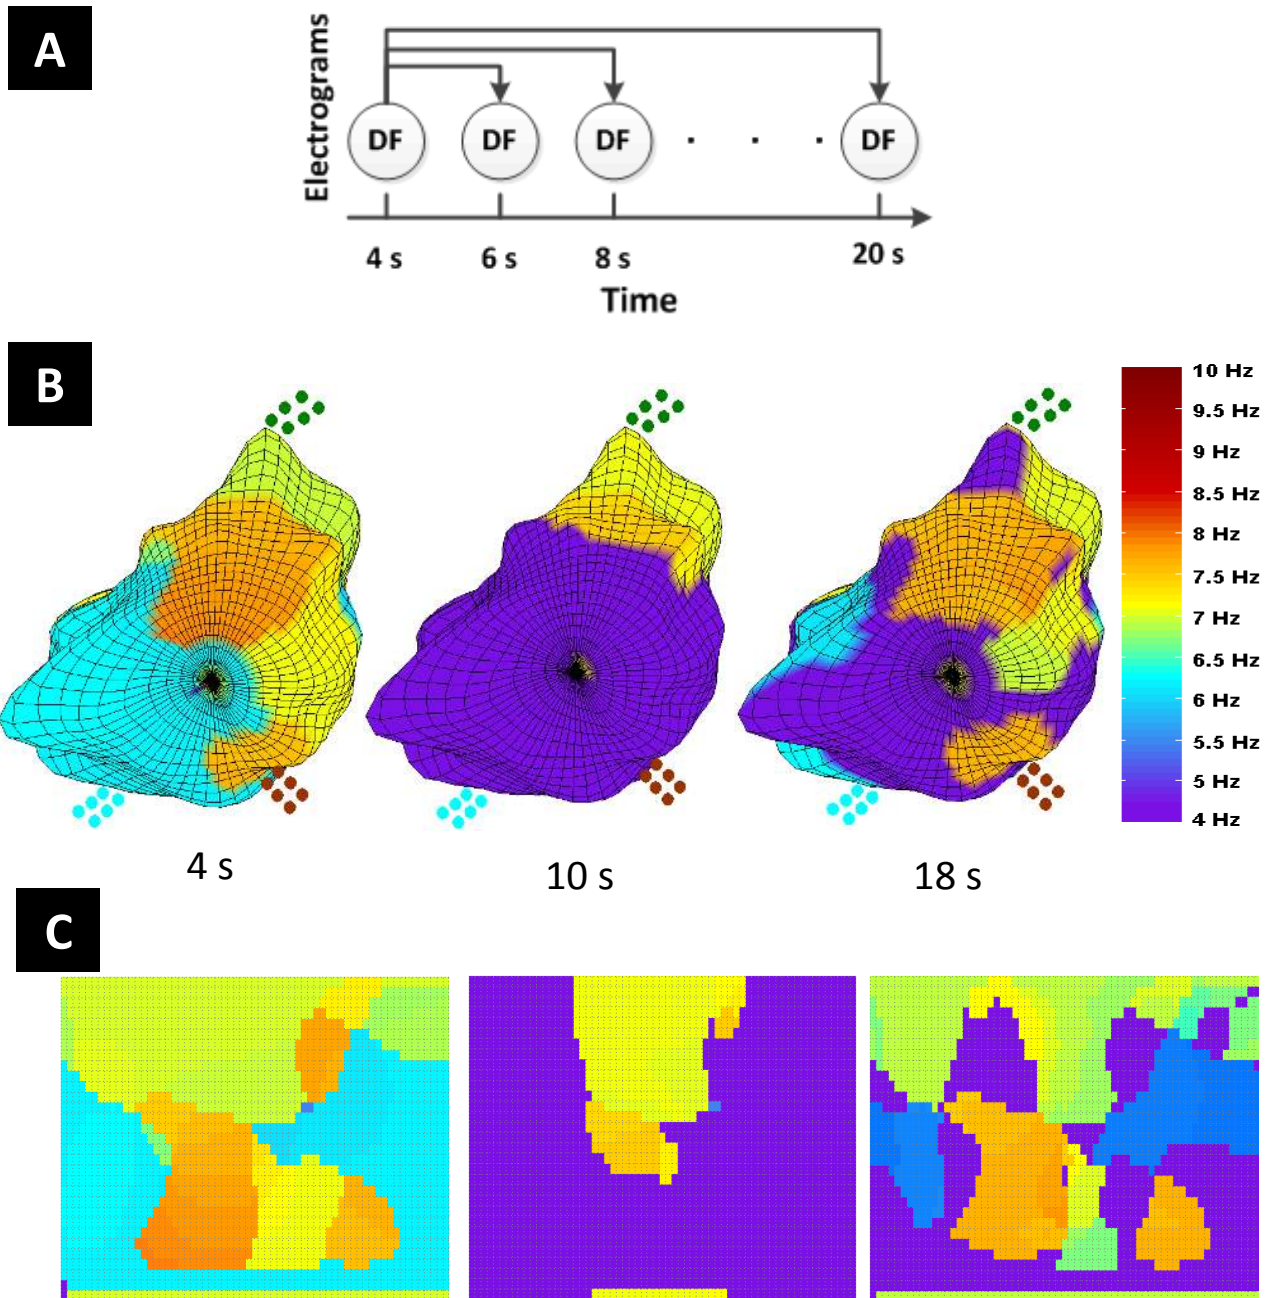 A
Electrograms
DF DF DF . . . DF
4 s 6 s 8 s 20 s
Time
B
10 Hz
9.5 Hz
9 Hz
8.5 Hz
8 Hz
7.5 Hz
7 Hz
6.5 Hz
6 Hz
5.5 Hz
5 Hz
4 Hz
4 s 10 s 18 s
C